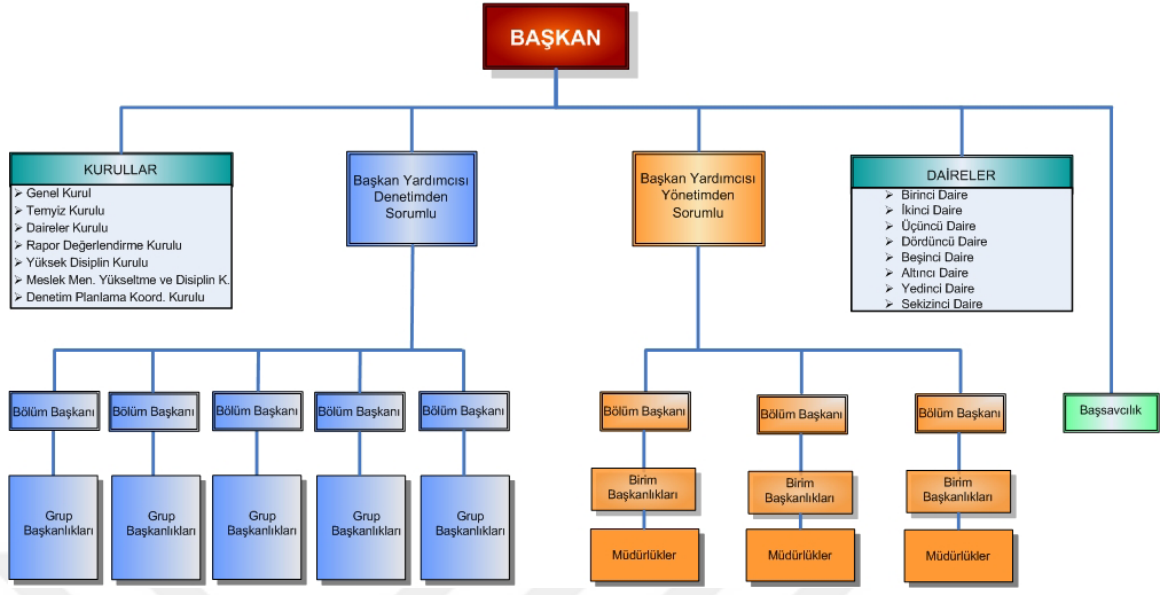 BAŞKAN
KURULLAR
Genel Kurul
Temyiz Kurulu
Daireler Kurulu
Rapor Değerlendirme Kurulu
Yüksek Disiplin Kurulu
Meslek Men. Yükseltme ve Disiplin K.
Denetim Planlama Koord. Kurulu
Başkan Yardımcısı
Denetimden
Sorumlu
Başkan Yardımcısı
Yönetimden
Sorumlu
DAİRELER
Birinci Daire
İkinci Daire
Üçüncü Daire
Dördüncü Daire
Beşinci Daire
Altıncı Daire
Yedinci Daire
Sekizinci Daire
Bölüm Başkanı
Bölüm Başkanı
Bölüm Başkanı
Bölüm Başkanı
Bölüm Başkanı
Bölüm Başkanı
Bölüm Başkanı
Bölüm Başkanı
Başsavcılık
Grup
Başkanlıkları
Grup
Başkanlıkları
Grup
Başkanlıkları
Grup
Başkanlıkları
Grup
Başkanlıkları
Birim
Başkanlıkları
Birim
Başkanlıkları
Birim
Başkanlıkları
Müdürlükler
Müdürlükler
Müdürlükler